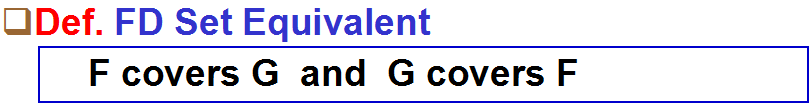 Def. FD Set Equivalent
F covers G and G covers F